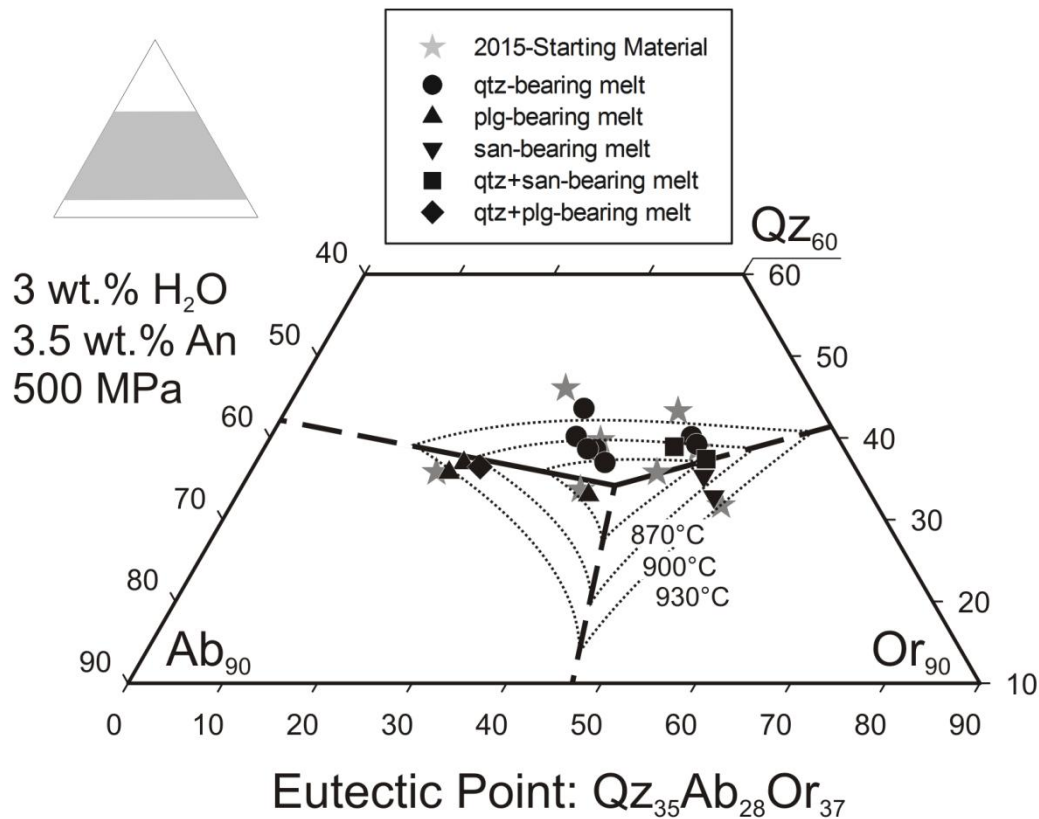 2015-Starting Material
qtz-bearing melt
plg-bearing melt
san-bearing melt
qtz+san-bearing melt
qtz+plg-bearing melt
3 wt.% H₂O
3.5 wt.% An
500 MPa
Qz₆₀
40
60
50
50
60
40
70
30
80
20
90
10
870°C
900°C
930°C
Ab₉₀
Or₉₀
0 10 20 30 40 50 60 70 80 90
Eutectic Point: Qz₃₅Ab₂₈Or₃₇